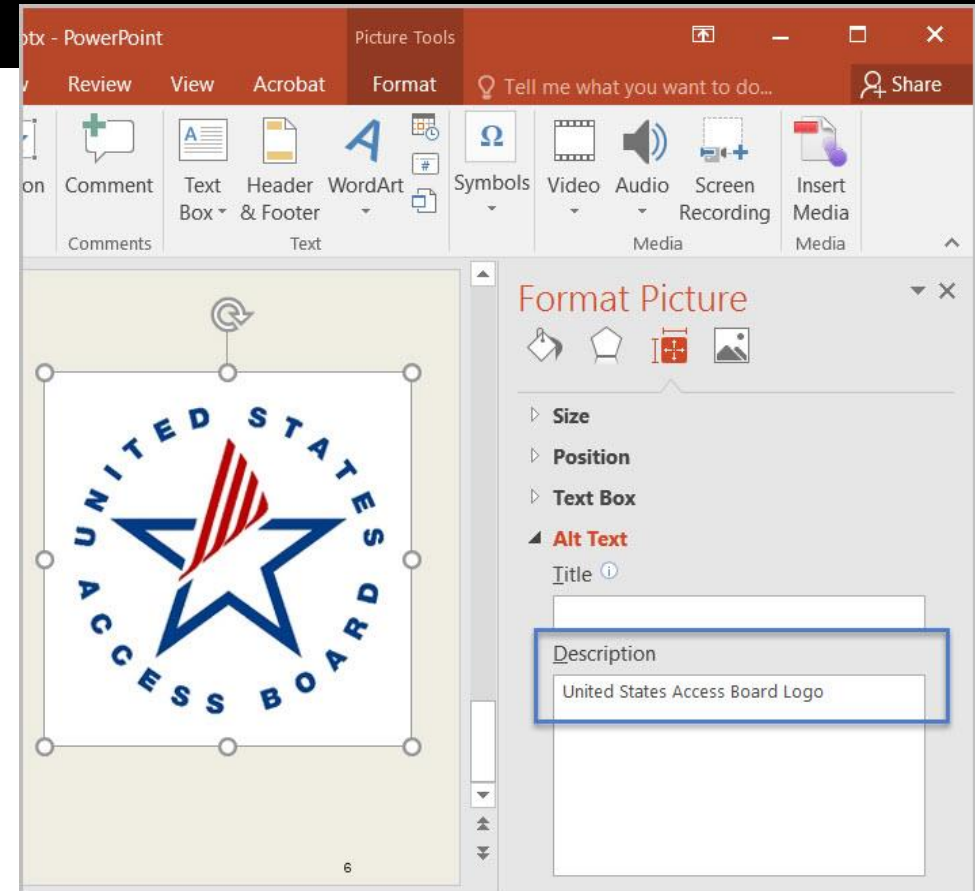 otx - PowerPoint
Picture Tools
Review View Acrobat Format Tell me what you want to do... Share
on Comment Text Box Header & Footer WordArt # Symbols Ω Video Audio Screen Recording Insert Media
Comments Text Media Media
Format Picture
UNITED STATES
ACCESS BOARD
Size
Position
Text Box
Alt Text
Title
Description
United States Access Board Logo
6